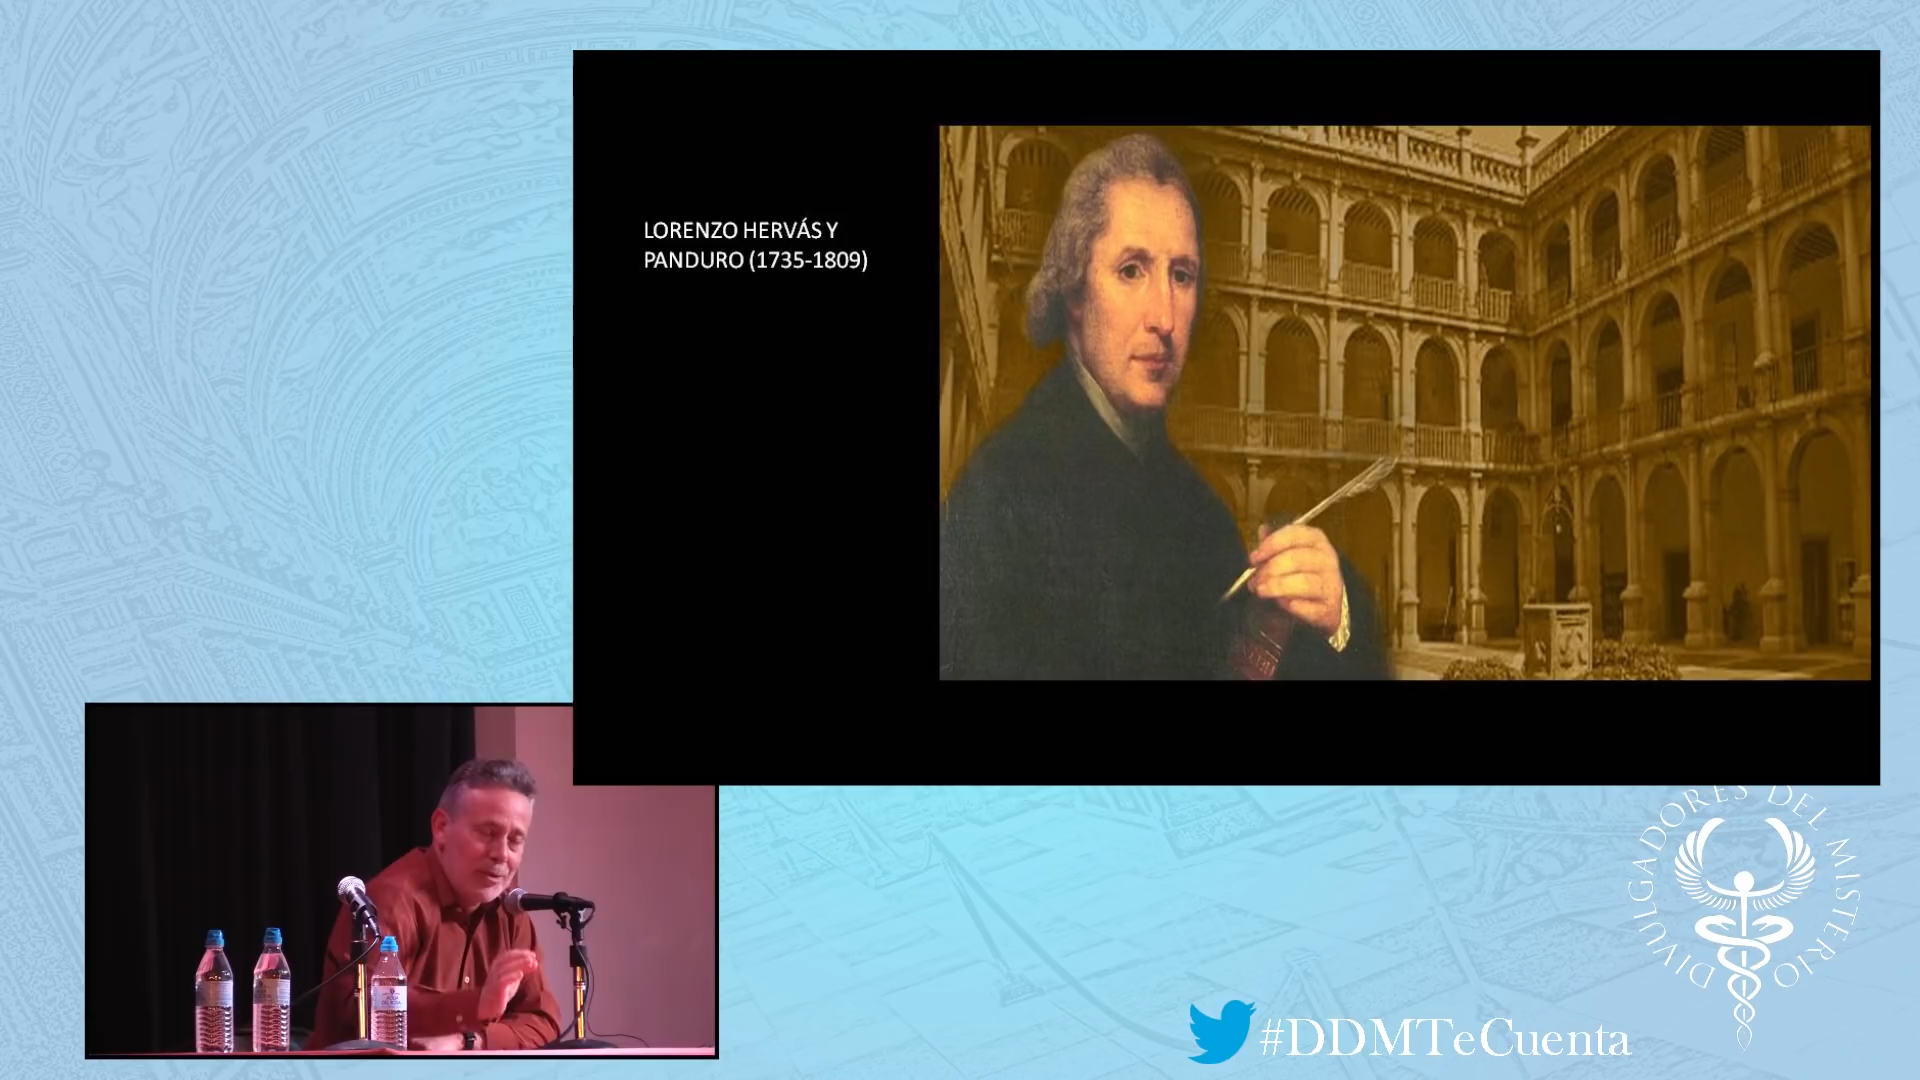 LORENZO HERVÁS Y
PANDURO (1735-1809)
DIVULGADORES DEL MISTERIO
#DDMTeCuenta